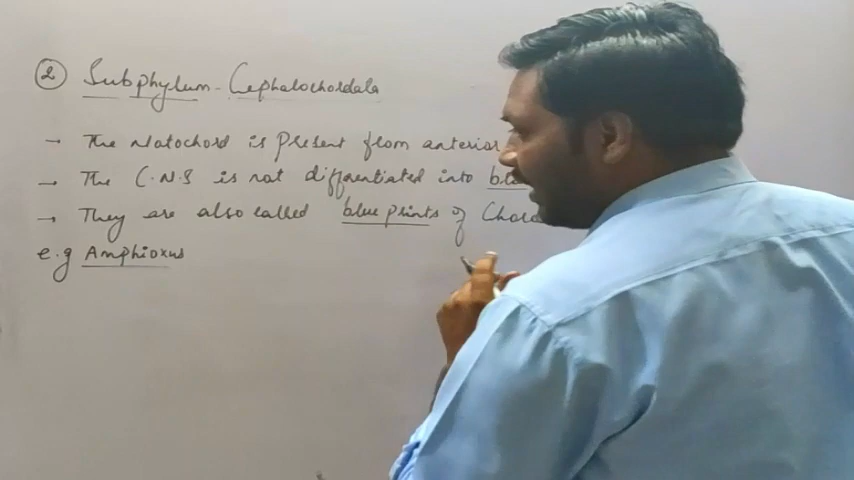 ② Subphylum - Cephalochordata
→ The Notochord is present from anterior
→ The C.N.S is not differentiated into
→ They are also called blue prints of
e.g Amphioxus